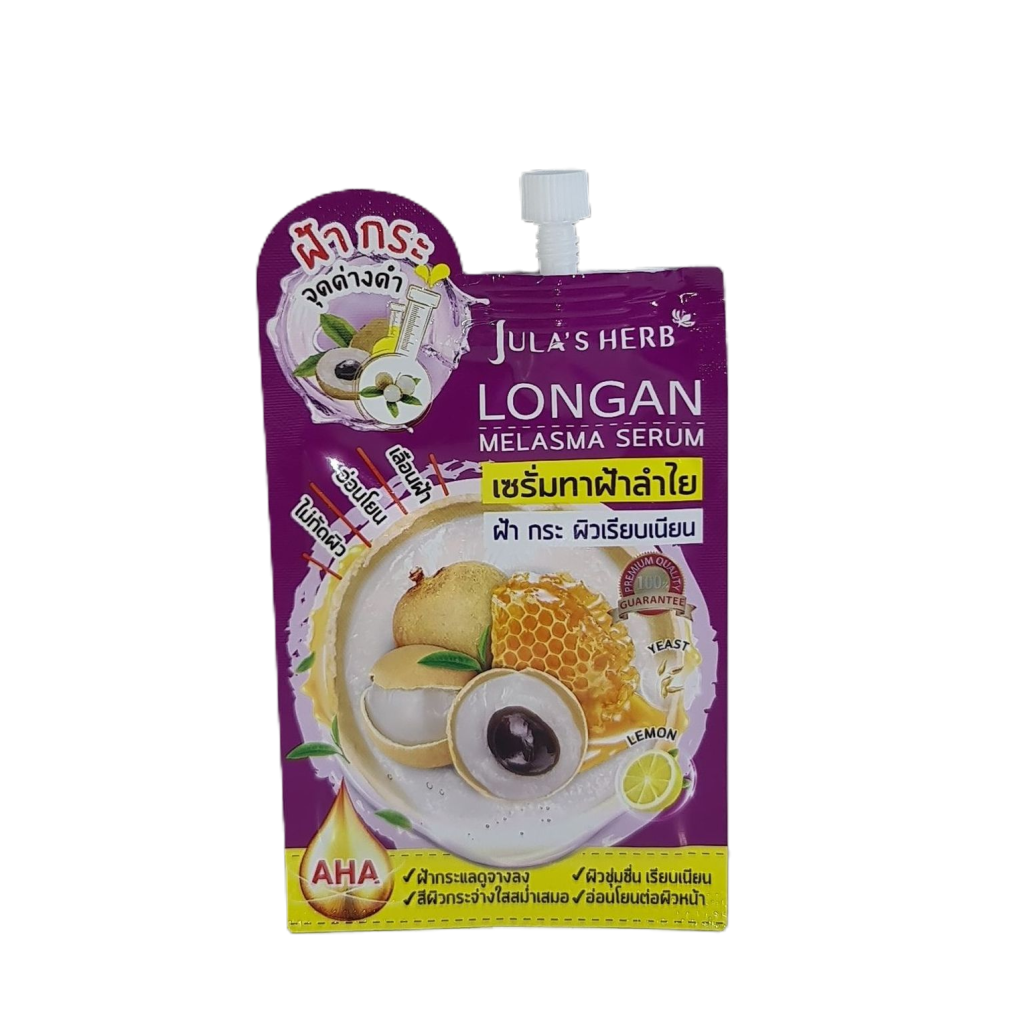 ฝ้า กระ
จุดด่างดำ
JULA'S HERB
LONGAN
MELASMA SERUM
เซรั่มทาฝ้าลำไย
ฝ้า กระ ผิวเรียบเนียน
เลือนฝ้า
อ่อนโยน
ไม่กัดผิว
PREMIUM QUALITY
100%
GUARANTEE
YEAST
LEMON
AHA
✓ฝ้ากระแลดูจางลง ✓ผิวชุ่มชื่น เรียบเนียน
✓สีผิวกระจ่างใสสม่ำเสมอ ✓อ่อนโยนต่อผิวหน้า